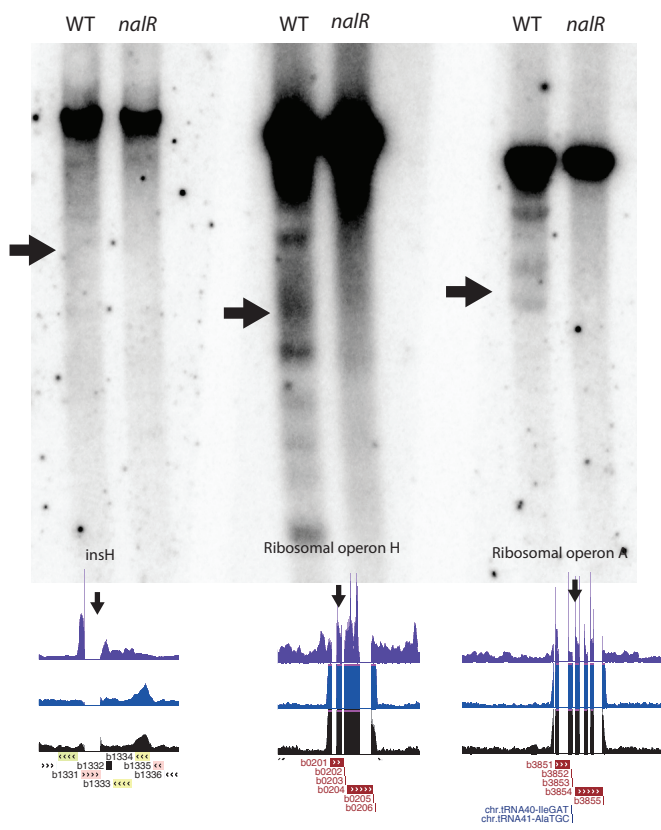 WT nalR WT nalR WT nalR
insH
Ribosomal operon H
Ribosomal operon A
b1334
b1332 b1335
b1331 b1336
b1333
b0201
b0202
b0203
b0204
b0205
b0206
b3851
b3852
b3853
b3854
b3855
chr.tRNA40-IleGAT
chr.tRNA41-AlaTGC